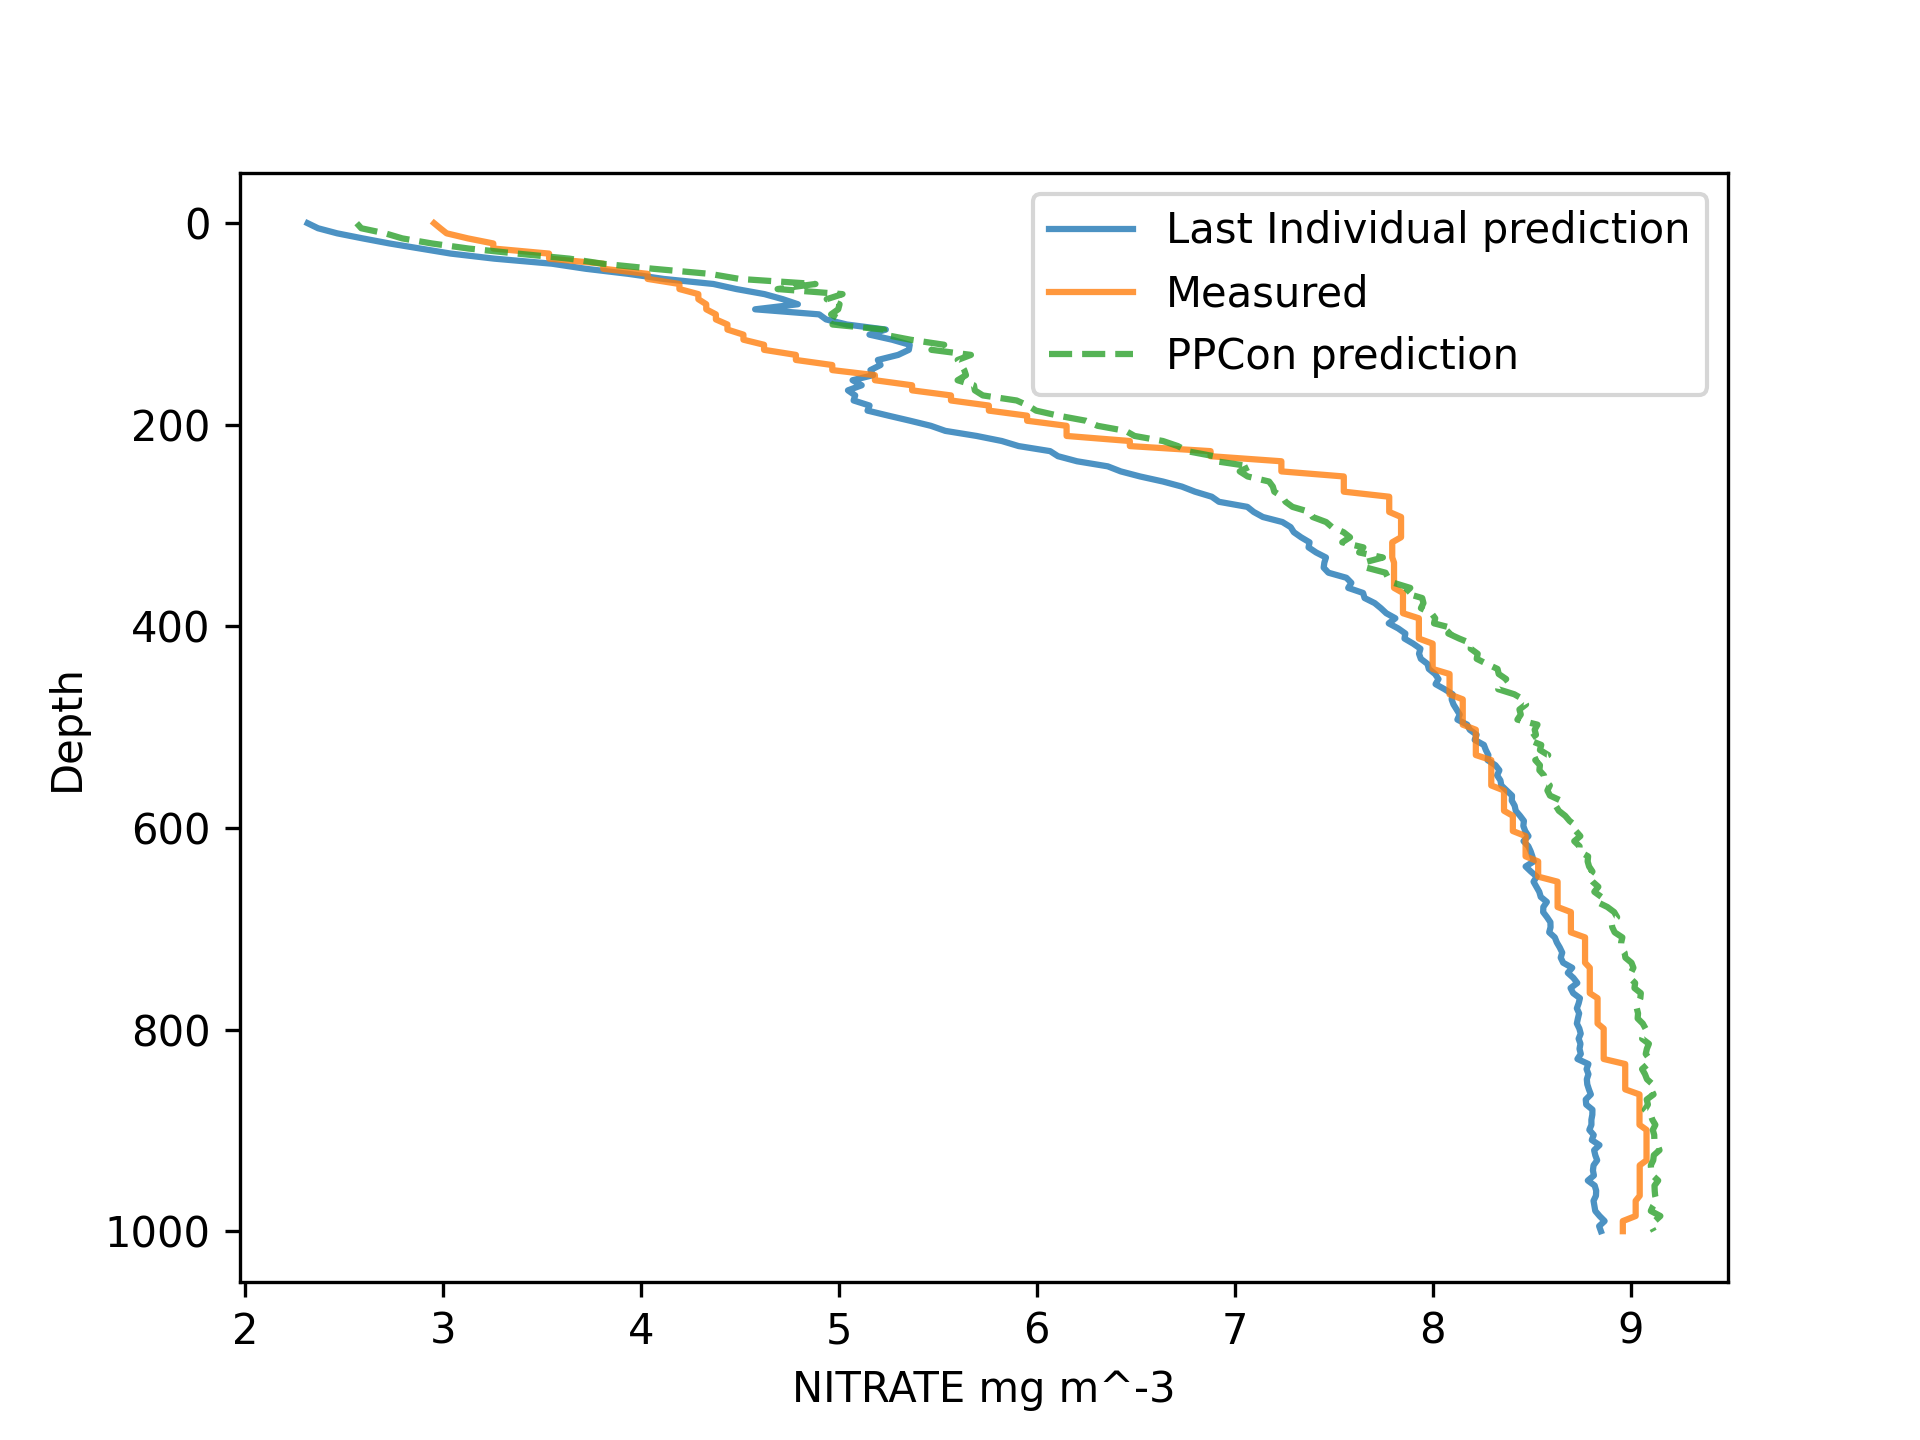 Last Individual prediction
Measured
PPCon prediction
0
200
400
600
800
1000
Depth
2 3 4 5 6 7 8 9
NITRATE mg m^-3